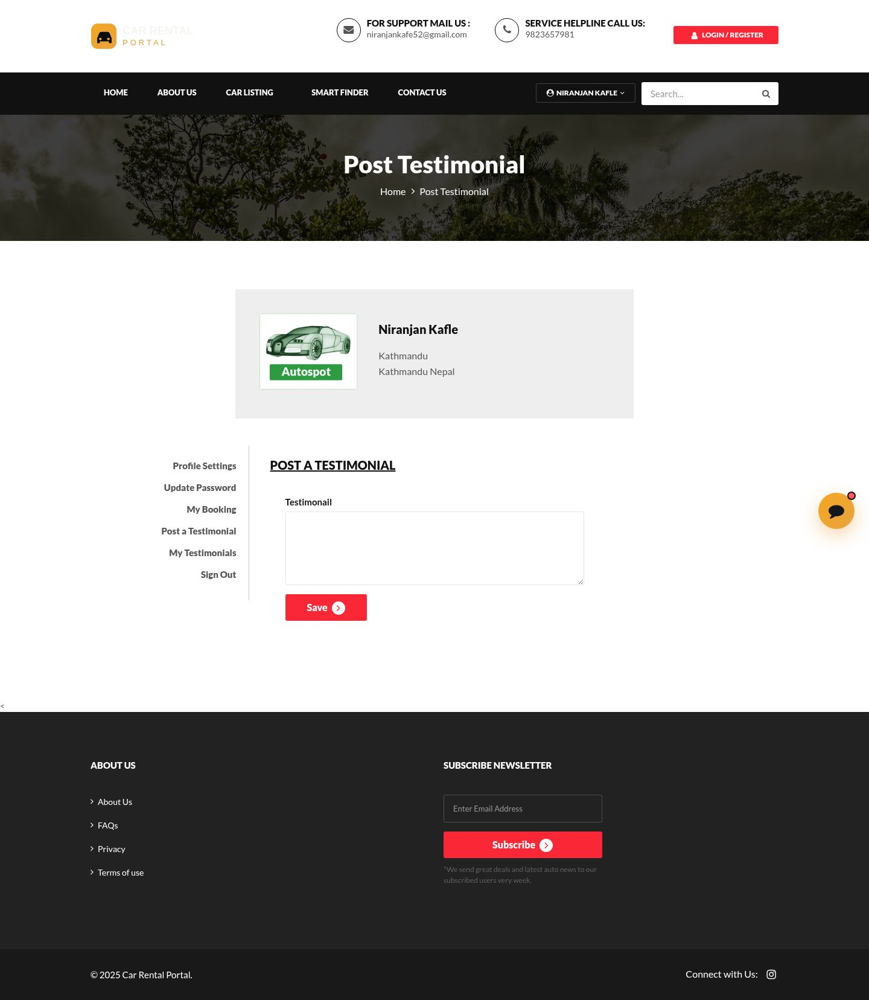 CAR RENTAL
PORTAL
FOR SUPPORT MAIL US :
niranjankafe52@gmail.com
SERVICE HELPLINE CALL US:
9823657981
LOGIN / REGISTER
HOME
ABOUT US
CAR LISTING
SMART FINDER
CONTACT US
NIRANJAN KAFLE
Search...
Post Testimonial
Home
Post Testimonial
Autospot
Niranjan Kafle
Kathmandu
Kathmandu Nepal
Profile Settings
Update Password
My Booking
Post a Testimonial
My Testimonials
Sign Out
POST A TESTIMONIAL
Testimonail
Save
<
ABOUT US
About Us
FAQs
Privacy
Terms of use
SUBSCRIBE NEWSLETTER
Enter Email Address
Subscribe
*We send great deals and latest auto news to our
subscribed users very week.
© 2025 Car Rental Portal.
Connect with Us: